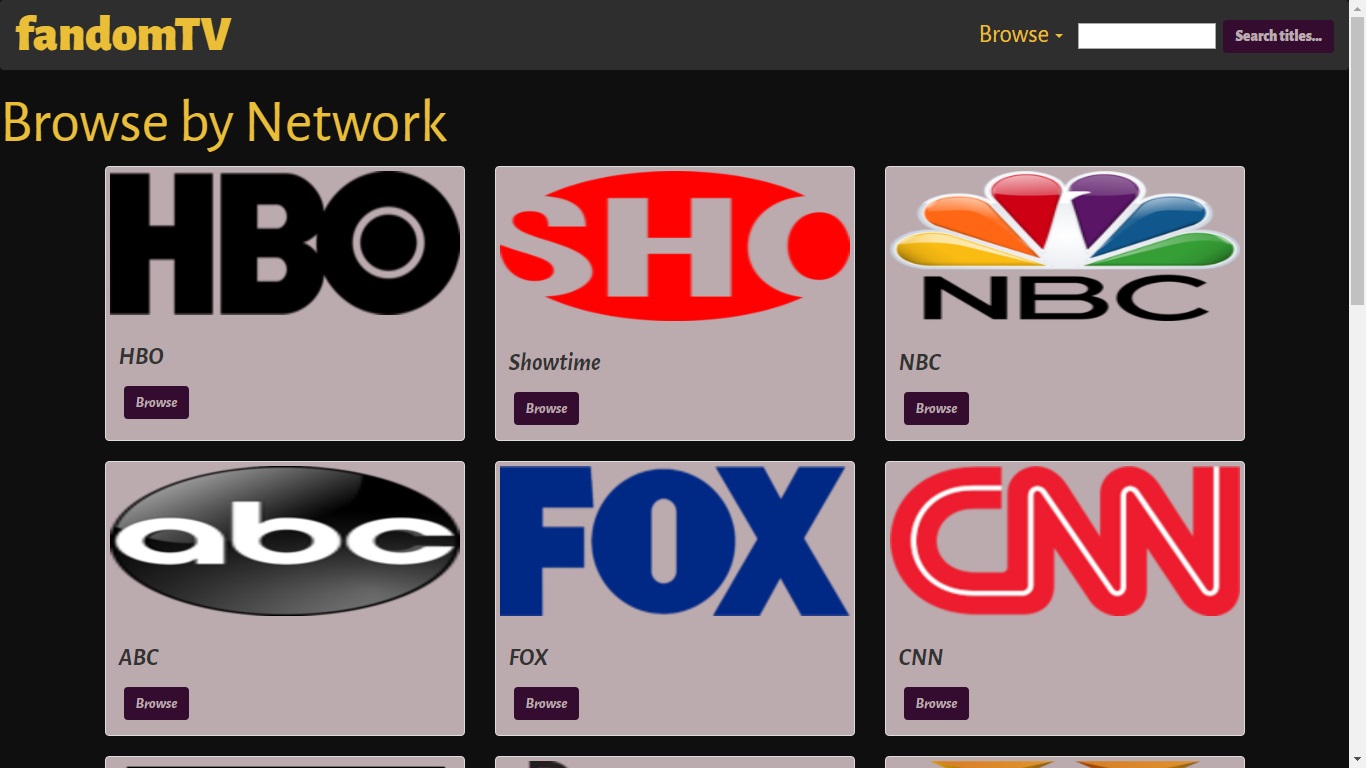 fandomTV
Browse
Search titles...
Browse by Network
HBO
SHO
NBC
HBO
Showtime
NBC
Browse
Browse
Browse
abc
FOX
CNN
ABC
FOX
CNN
Browse
Browse
Browse